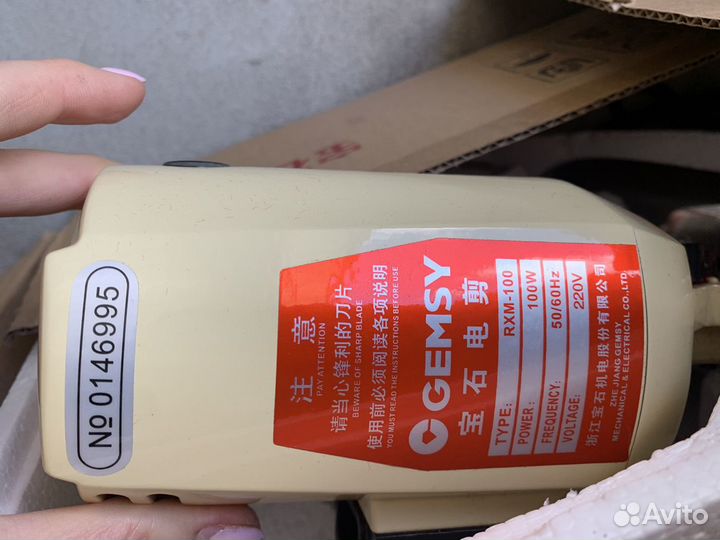 № 0146995
注 意
PAY ATTENTION
请当心锋利的刀片
BEWARE OF SHARP BLADE
使用前必须阅读各项说明
YOU MUST READ THE INSTRUCTIONS BEFORE USE
GEMSY
宝石电剪
TYPE: RXM-100
POWER: 100W
FREQUENCY: 50/60Hz
VOLTAGE: 220V
浙江宝石机电股份有限公司
ZHE JIANG GEMSY
MECHANICAL & ELECTRICAL CO., LTD.
Avito